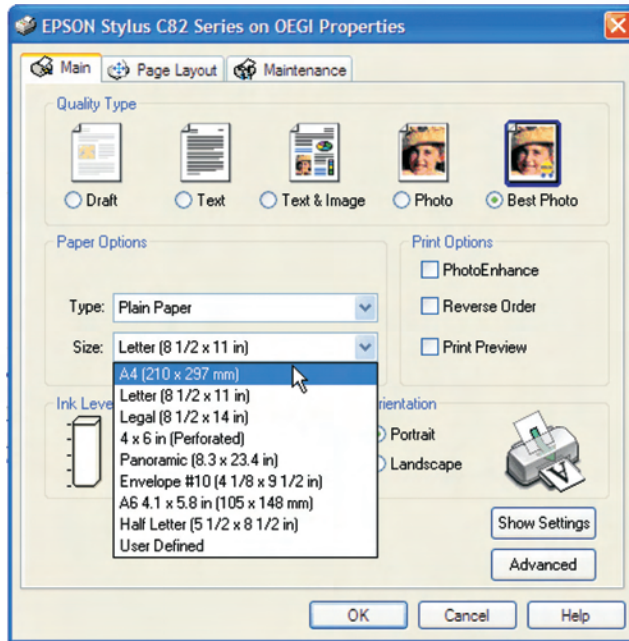 EPSON Stylus C82 Series on OEGI Properties
Main
Page Layout
Maintenance
Quality Type
Draft
Text
Text & Image
Photo
Best Photo
Paper Options
Type:
Plain Paper
Size:
Letter (8 1/2 x 11 in)
A4 (210 x 297 mm)
Letter (8 1/2 x 11 in)
Legal (8 1/2 x 14 in)
4 x 6 in (Perforated)
Panoramic (8.3 x 23.4 in)
Envelope #10 (4 1/8 x 9 1/2 in)
A6 4.1 x 5.8 in (105 x 148 mm)
Half Letter (5 1/2 x 8 1/2 in)
User Defined
Print Options
PhotoEnhance
Reverse Order
Print Preview
Ink Leve
rientation
Portrait
Landscape
A
Show Settings
Advanced
OK
Cancel
Help